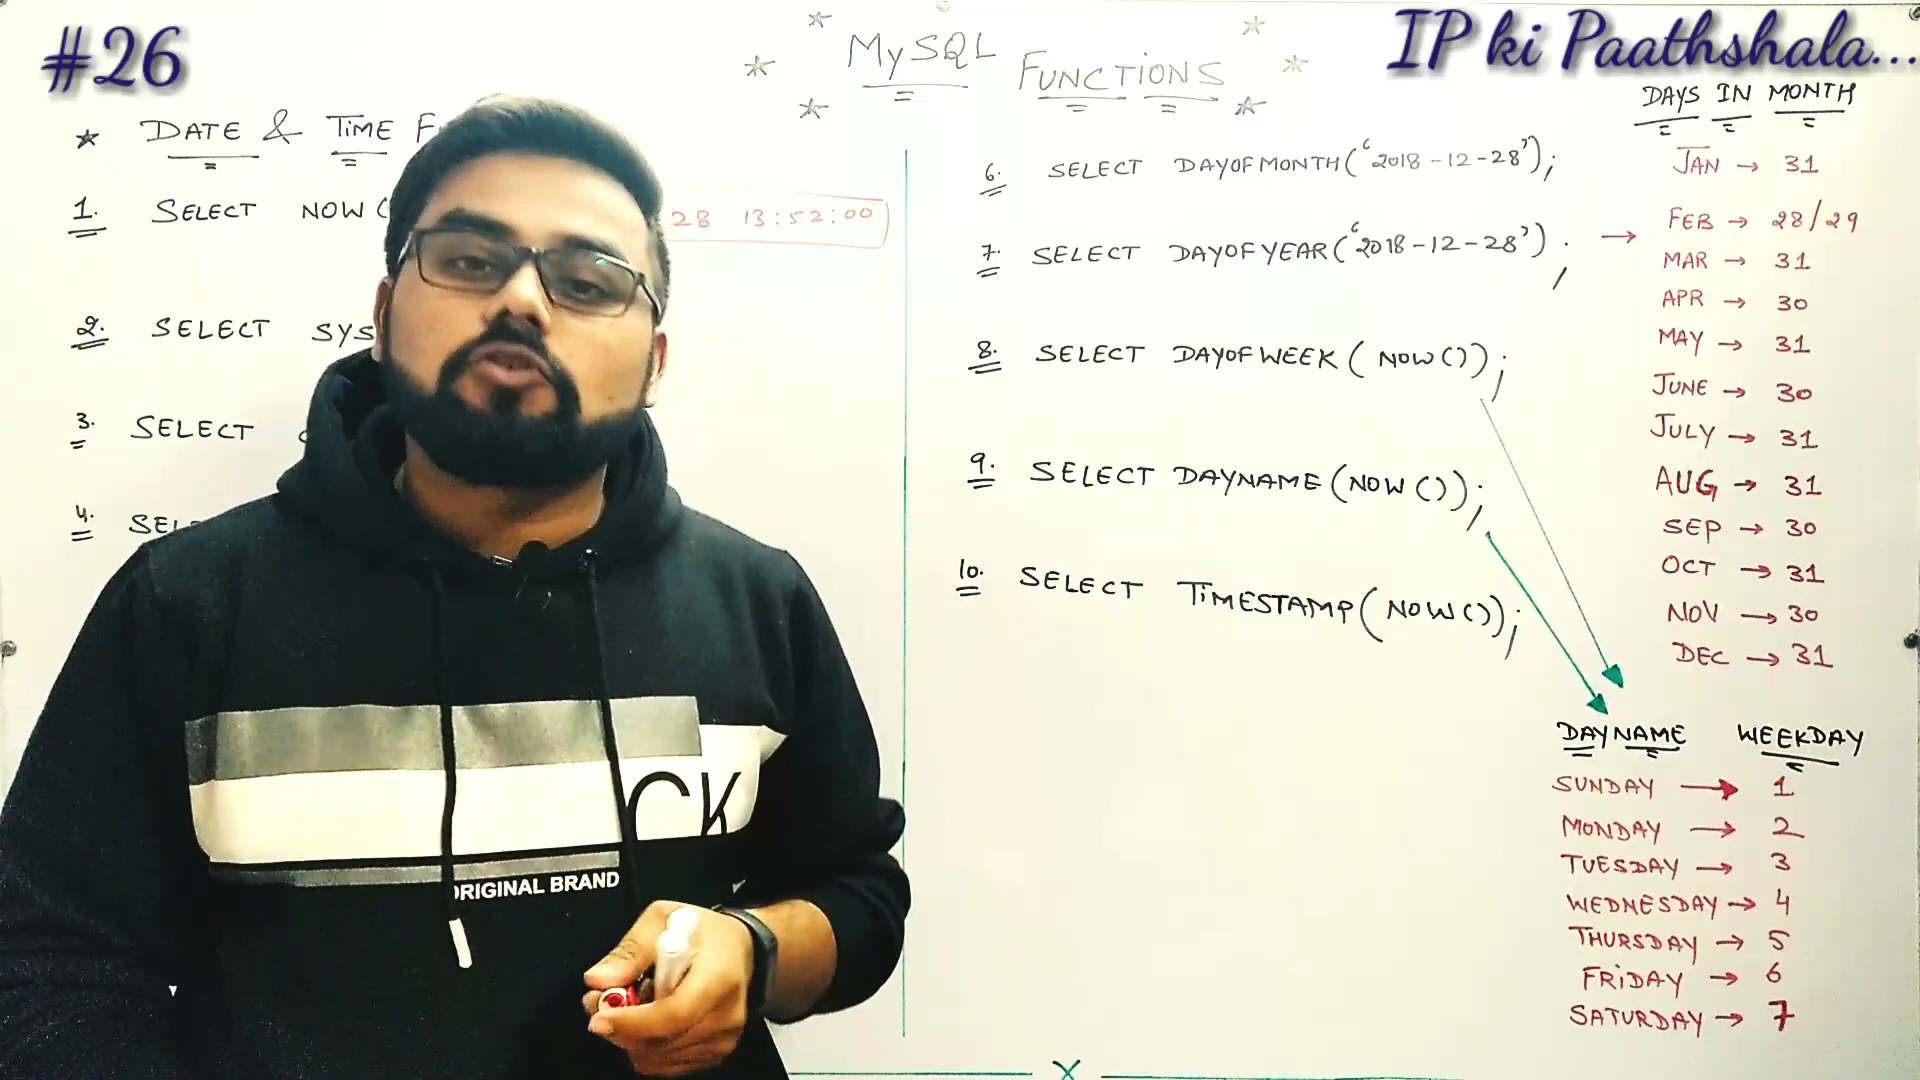 #26
IP ki Paathshala...
MySQL FUNCTIONS
★ DATE & TIME
1. SELECT NOW(
28 13:52:00
2. SELECT SYS
3. SELECT
4. SEL
6. SELECT DAYOFMONTH('2018-12-28');
7. SELECT DAYOFYEAR('2018-12-28'); →
8. SELECT DAYOFWEEK(NOW());
9. SELECT DAYNAME(NOW());
10. SELECT TIMESTAMP(NOW());
DAYS IN MONTH
JAN → 31
FEB → 28/29
MAR → 31
APR → 30
MAY → 31
JUNE → 30
JULY → 31
AUG → 31
SEP → 30
OCT → 31
NOV → 30
DEC → 31
DAYNAME WEEKDAY
SUNDAY → 1
MONDAY → 2
TUESDAY → 3
WEDNESDAY → 4
THURSDAY → 5
FRIDAY → 6
SATURDAY → 7
CK
ORIGINAL BRAND
X